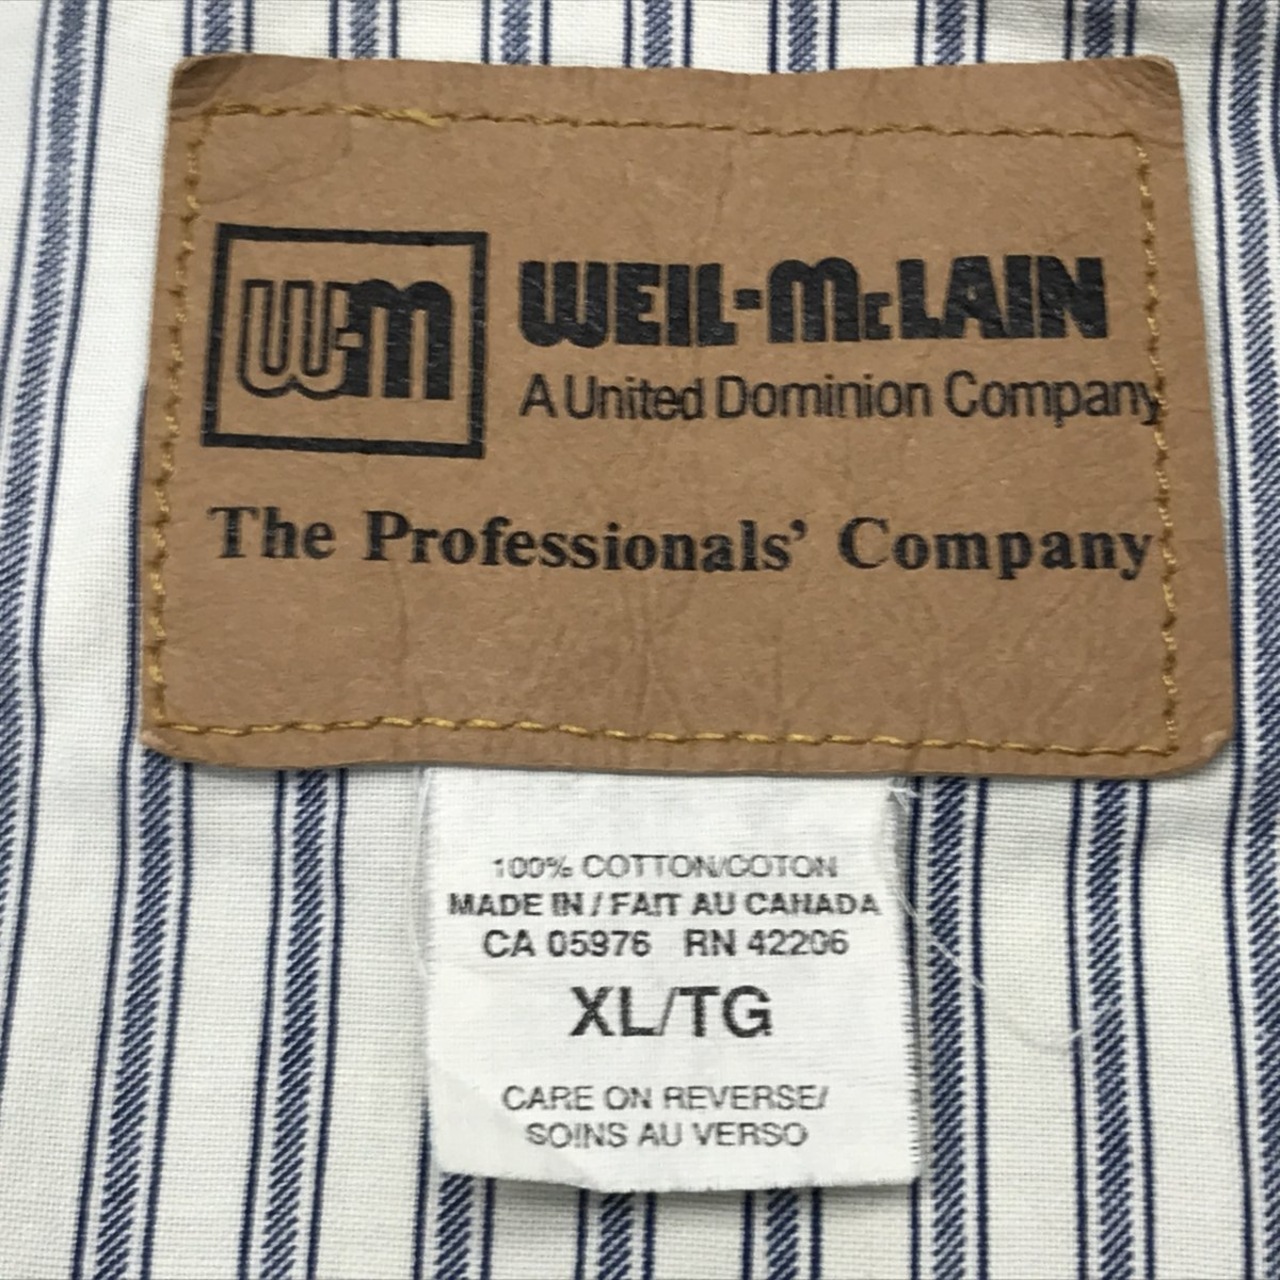 WM
WEIL-McLAIN
A United Dominion Company
The Professionals' Company
100% COTTON/COTON
MADE IN / FAIT AU CANADA
CA 05976 RN 42206
XL/TG
CARE ON REVERSE/
SOINS AU VERSO